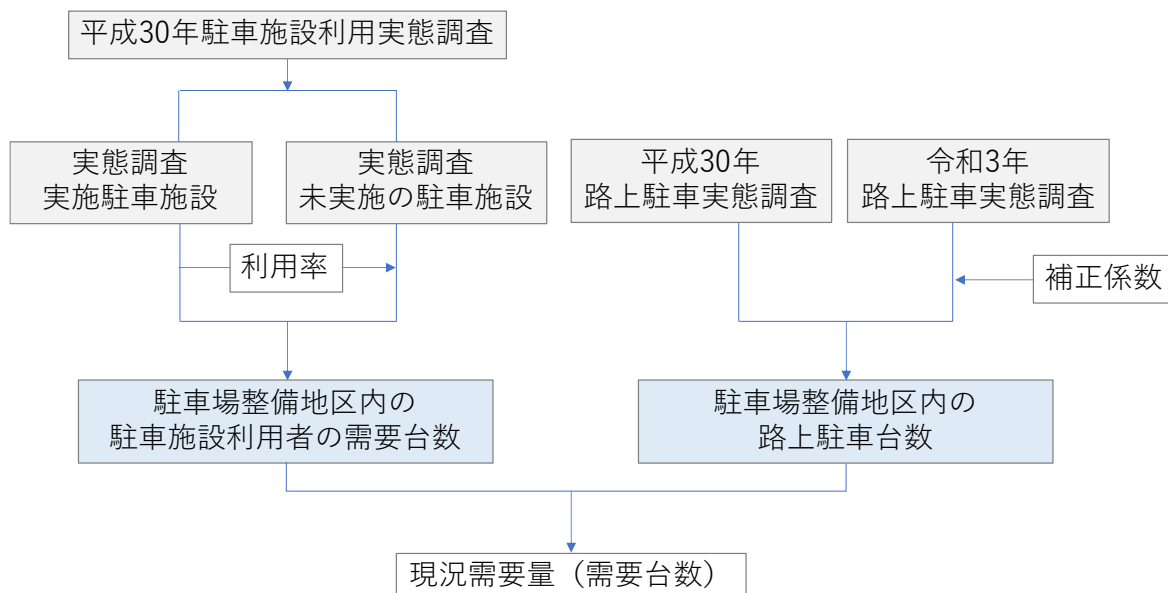 平成30年駐車施設利用実態調査
実態調査
実施駐車施設
実態調査
未実施の駐車施設
平成30年
路上駐車実態調査
令和3年
路上駐車実態調査
利用率
補正係数
駐車場整備地区内の
駐車施設利用者の需要台数
駐車場整備地区内の
路上駐車台数
現況需要量（需要台数）